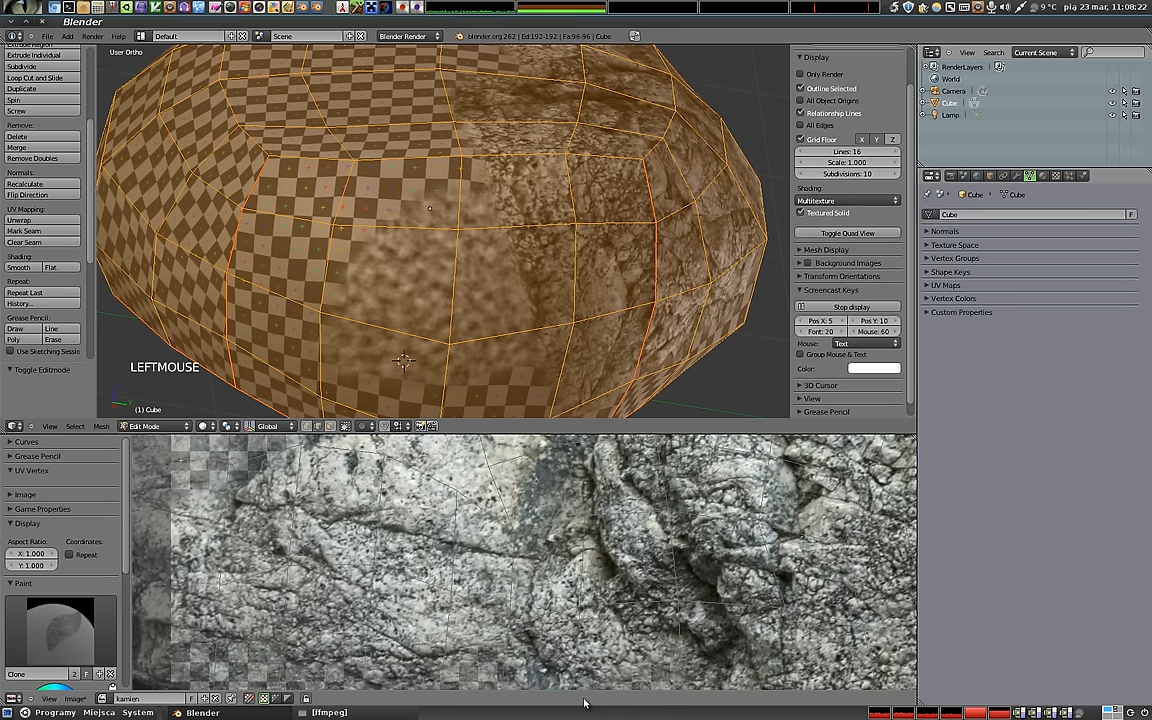 9 °C pią 23 mar, 11:08:22
Blender
File Add Render Help Default Scene Blender Render blender.org 262 | Ed:192-192 | Fa:96-96 | Cube
User Ortho
Extrude Individual
Subdivide
Loop Cut and Slide
Duplicate
Spin
Screw
Remove:
Delete
Merge
Remove Doubles
Normals:
Recalculate
Flip Direction
UV Mapping:
Unwrap
Mark Seam
Clear Seam
Shading:
Smooth Flat
Repeat:
Repeat Last
History...
Grease Pencil:
Draw Line
Poly Erase
Use Sketching Sessio
Toggle Editmode
LEFTMOUSE
(1) Cube
View Select Mesh Edit Mode Global
Display
Only Render
Outline Selected
All Object Origins
Relationship Lines
All Edges
Grid Floor X Y Z
Lines: 16
Scale: 1.000
Subdivisions: 10
Shading:
Multitexture
Textured Solid
Toggle Quad View
Mesh Display
Background Images
Transform Orientations
Screencast Keys
Stop display
Pos X: 5 Pos Y: 10
Font: 20 Mouse: 60
Mouse: Text
Group Mouse & Text
Color:
3D Cursor
View
Grease Pencil
View Search Current Scene
RenderLayers
World
Camera
Cube
Lamp
Cube Cube
Cube F
Normals
Texture Space
Vertex Groups
Shape Keys
UV Maps
Vertex Colors
Custom Properties
Curves
Grease Pencil
UV Vertex
Image
Game Properties
Display
Aspect Ratio: Coordinates:
X: 1.000 Repeat
Y: 1.000
Paint
Clone 2 F
View Image* kamien F
Programy Miejsca System Blender [ffmpeg]